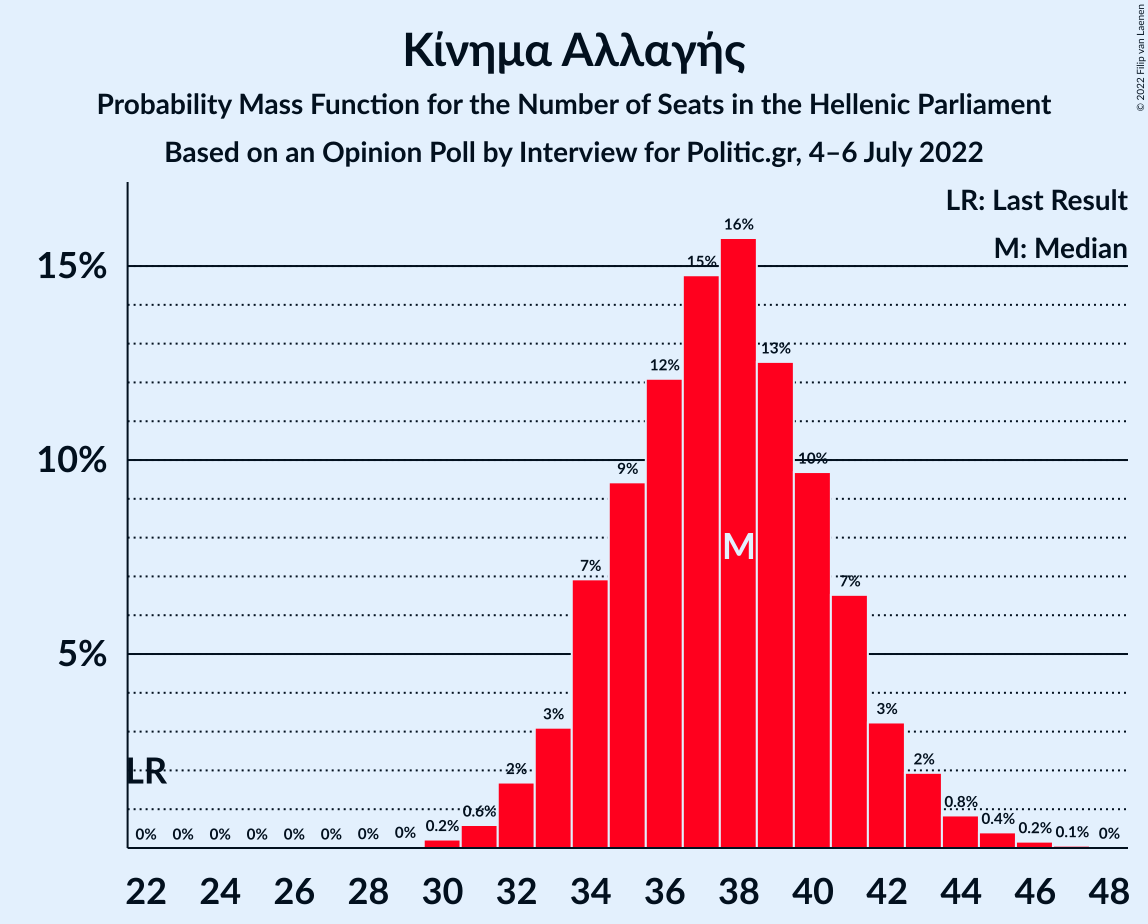 Κίνημα Αλλαγής
Probability Mass Function for the Number of Seats in the Hellenic Parliament
Based on an Opinion Poll by Interview for Politic.gr, 4–6 July 2022
© 2022 Filip van Laenen
LR: Last Result
M: Median
15%
10%
5%
LR
M
0% 0% 0% 0% 0% 0% 0% 0% 0.2% 0.6% 2% 3% 7% 9% 12% 15% 16% 13% 10% 7% 3% 2% 0.8% 0.4% 0.2% 0.1% 0%
22 24 26 28 30 32 34 36 38 40 42 44 46 48